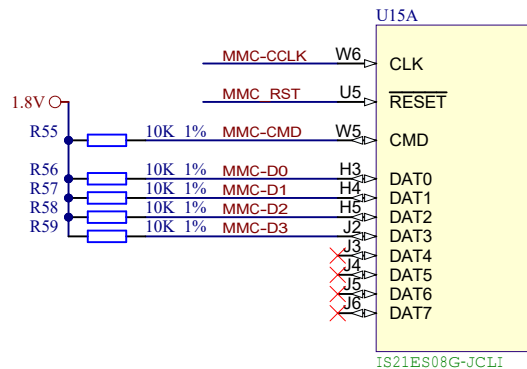 U15A
MMC-CCLK W6 CLK
MMC_RST U5 RESET
1.8V
R55 10K 1% MMC-CMD W5 CMD
R56 10K 1% MMC-D0 H3 DAT0
R57 10K 1% MMC-D1 H4 DAT1
R58 10K 1% MMC-D2 H5 DAT2
R59 10K 1% MMC-D3 J2 DAT3
J3 DAT4
J4 DAT5
J5 DAT6
J6 DAT7
IS21ES08G-JCLI